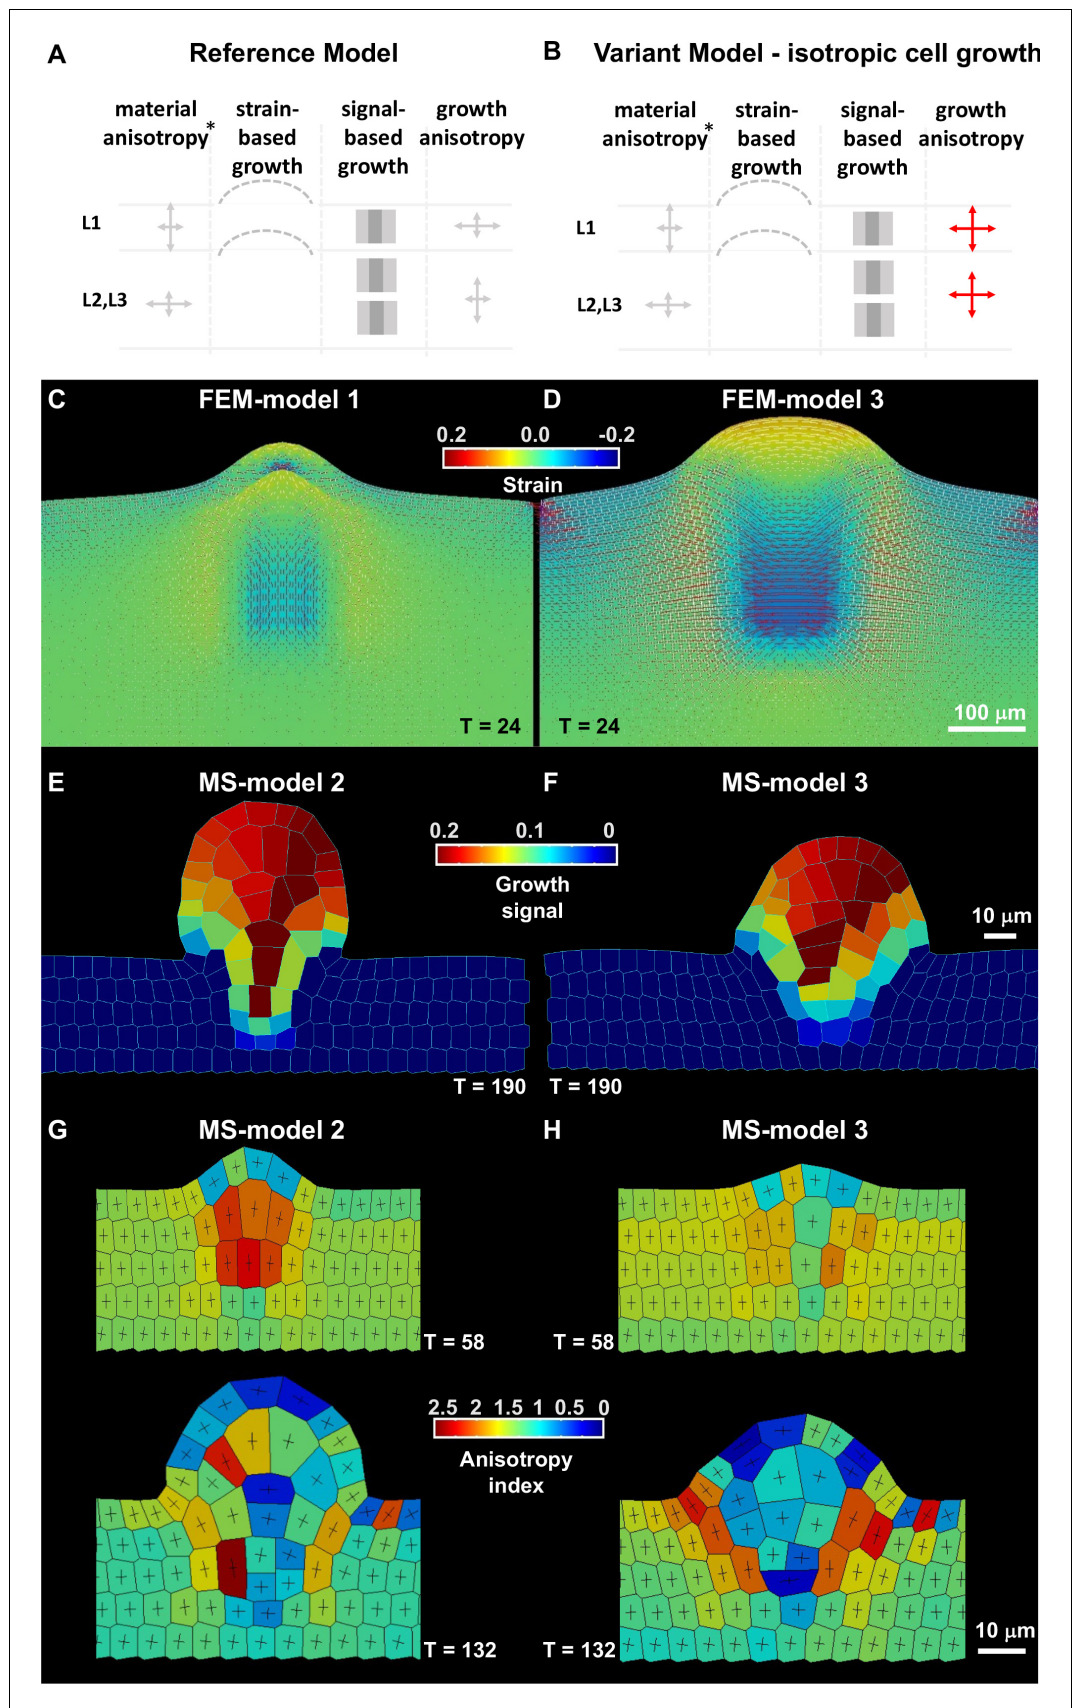 A Reference Model
material anisotropy*
strain-based growth
signal-based growth
growth anisotropy
L1
L2,L3
B Variant Model - isotropic cell growth
material anisotropy*
strain-based growth
signal-based growth
growth anisotropy
L1
L2,L3
C FEM-model 1
D FEM-model 3
0.2 0.0 -0.2
Strain
T = 24
T = 24
100 μm
E MS-model 2
F MS-model 3
0.2 0.1 0
Growth
signal
10 μm
T = 190
T = 190
G MS-model 2
H MS-model 3
T = 58
T = 58
2.5 2 1.5 1 0.5 0
Anisotropy
index
T = 132
T = 132
10 μm